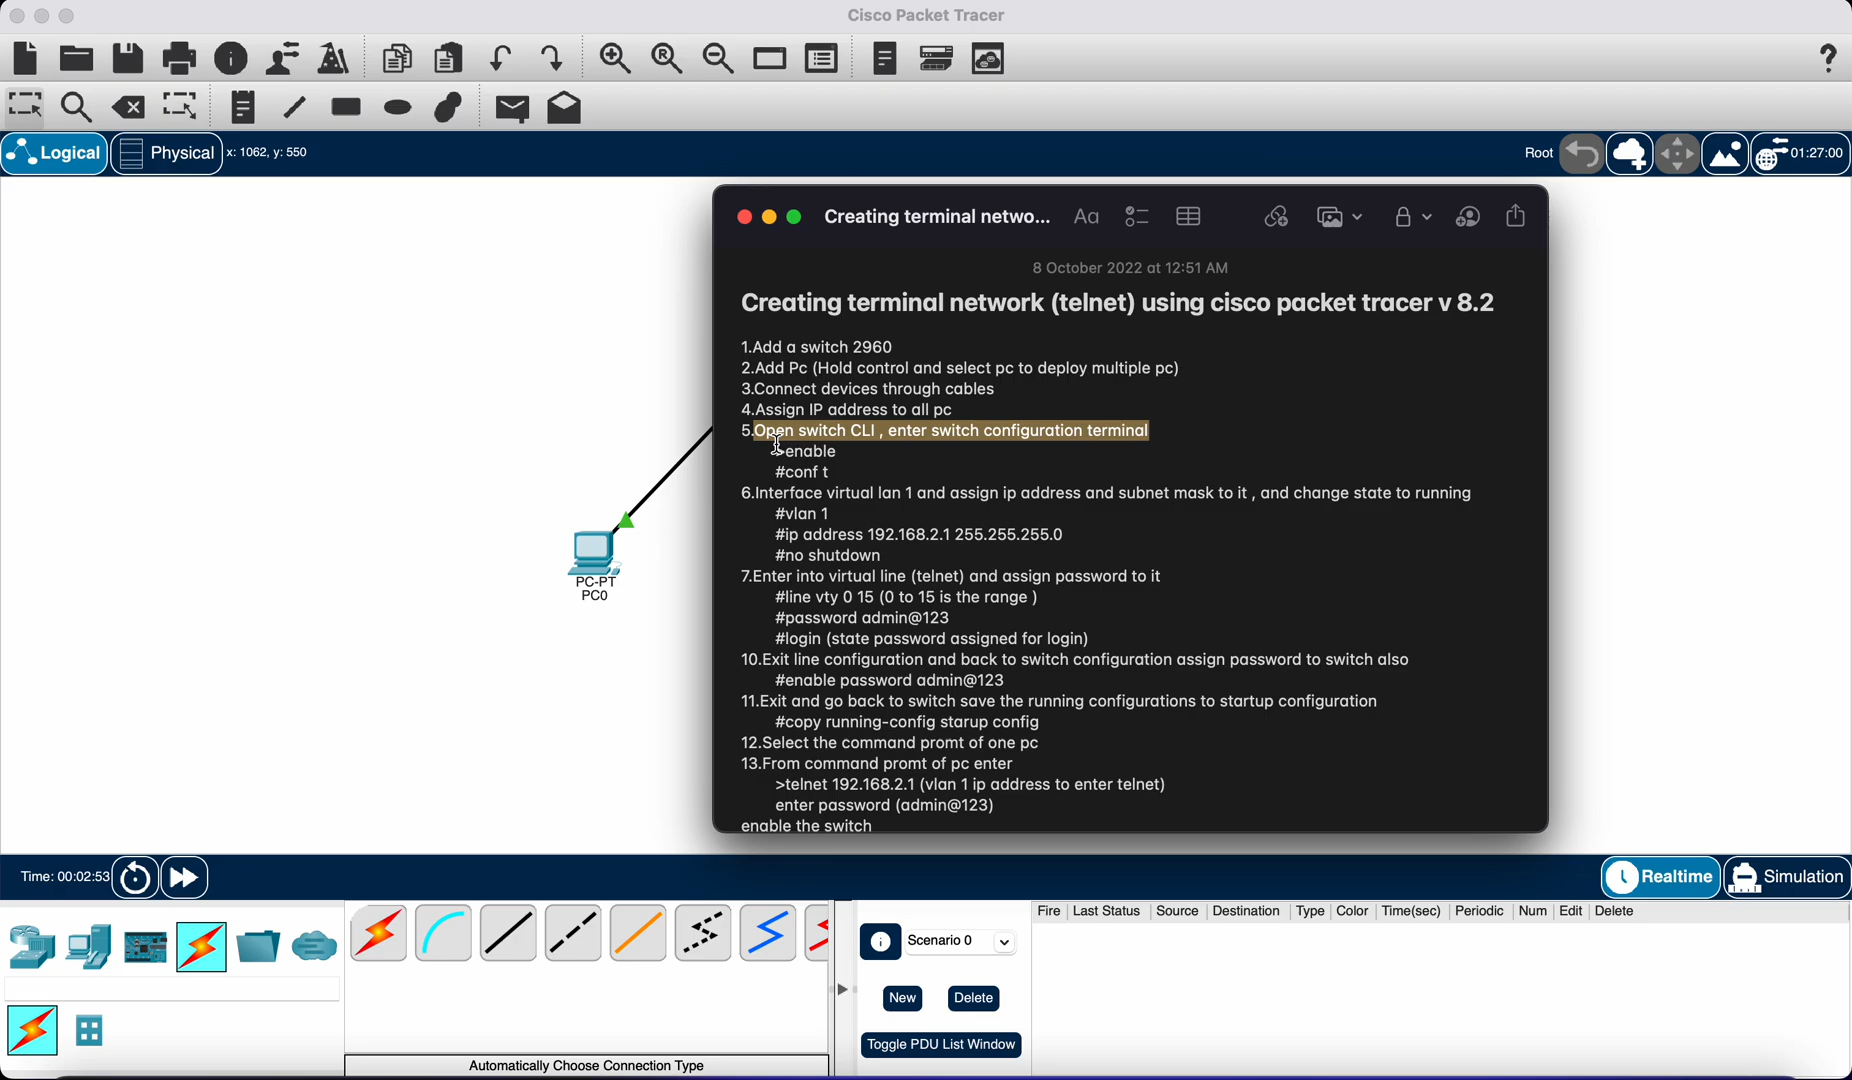 Cisco Packet Tracer
Logical
Physical
x: 1062, y: 550
Root
01:27:00
Creating terminal netwo...
Aa
8 October 2022 at 12:51 AM
Creating terminal network (telnet) using cisco packet tracer v 8.2
1.Add a switch 2960
2.Add Pc (Hold control and select pc to deploy multiple pc)
3.Connect devices through cables
4.Assign IP address to all pc
5.Open switch CLI , enter switch configuration terminal
>enable
#conf t
6.Interface virtual lan 1 and assign ip address and subnet mask to it , and change state to running
#vlan 1
#ip address 192.168.2.1 255.255.255.0
#no shutdown
7.Enter into virtual line (telnet) and assign password to it
#line vty 0 15 (0 to 15 is the range )
#password admin@123
#login (state password assigned for login)
10.Exit line configuration and back to switch configuration assign password to switch also
#enable password admin@123
11.Exit and go back to switch save the running configurations to startup configuration
#copy running-config starup config
12.Select the command promt of one pc
13.From command promt of pc enter
>telnet 192.168.2.1 (vlan 1 ip address to enter telnet)
enter password (admin@123)
enable the switch
PC-PT
PC0
Time: 00:02:53
Realtime
Simulation
Fire Last Status Source Destination Type Color Time(sec) Periodic Num Edit Delete
Scenario 0
New
Delete
Toggle PDU List Window
Automatically Choose Connection Type